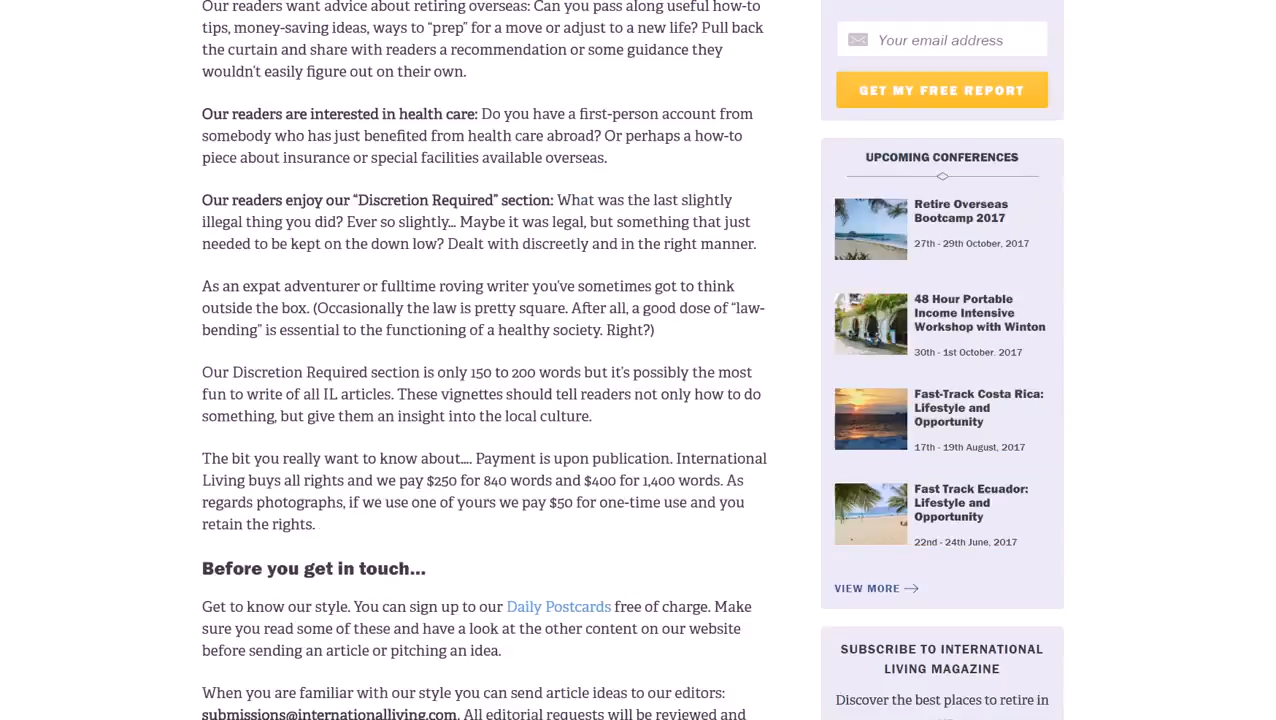 Our readers want advice about retiring overseas: Can you pass along useful how-to
tips, money-saving ideas, ways to “prep” for a move or adjust to a new life? Pull back
the curtain and share with readers a recommendation or some guidance they
wouldn’t easily figure out on their own.
Our readers are interested in health care: Do you have a first-person account from
somebody who has just benefited from health care abroad? Or perhaps a how-to
piece about insurance or special facilities available overseas.
Our readers enjoy our “Discretion Required” section: What was the last slightly
illegal thing you did? Ever so slightly… Maybe it was legal, but something that just
needed to be kept on the down low? Dealt with discreetly and in the right manner.
As an expat adventurer or fulltime roving writer you’ve sometimes got to think
outside the box. (Occasionally the law is pretty square. After all, a good dose of “law-
bending” is essential to the functioning of a healthy society. Right?)
Our Discretion Required section is only 150 to 200 words but it’s possibly the most
fun to write of all IL articles. These vignettes should tell readers not only how to do
something, but give them an insight into the local culture.
The bit you really want to know about…. Payment is upon publication. International
Living buys all rights and we pay $250 for 840 words and $400 for 1,400 words. As
regards photographs, if we use one of yours we pay $50 for one-time use and you
retain the rights.
Before you get in touch…
Get to know our style. You can sign up to our Daily Postcards free of charge. Make
sure you read some of these and have a look at the other content on our website
before sending an article or pitching an idea.
When you are familiar with our style you can send article ideas to our editors:
submissions@internationalliving.com. All editorial requests will be reviewed and
Your email address
GET MY FREE REPORT
UPCOMING CONFERENCES
Retire Overseas
Bootcamp 2017
27th - 29th October, 2017
48 Hour Portable
Income Intensive
Workshop with Winton
30th - 1st October, 2017
Fast-Track Costa Rica:
Lifestyle and
Opportunity
17th - 19th August, 2017
Fast Track Ecuador:
Lifestyle and
Opportunity
22nd - 24th June, 2017
VIEW MORE
SUBSCRIBE TO INTERNATIONAL
LIVING MAGAZINE
Discover the best places to retire in